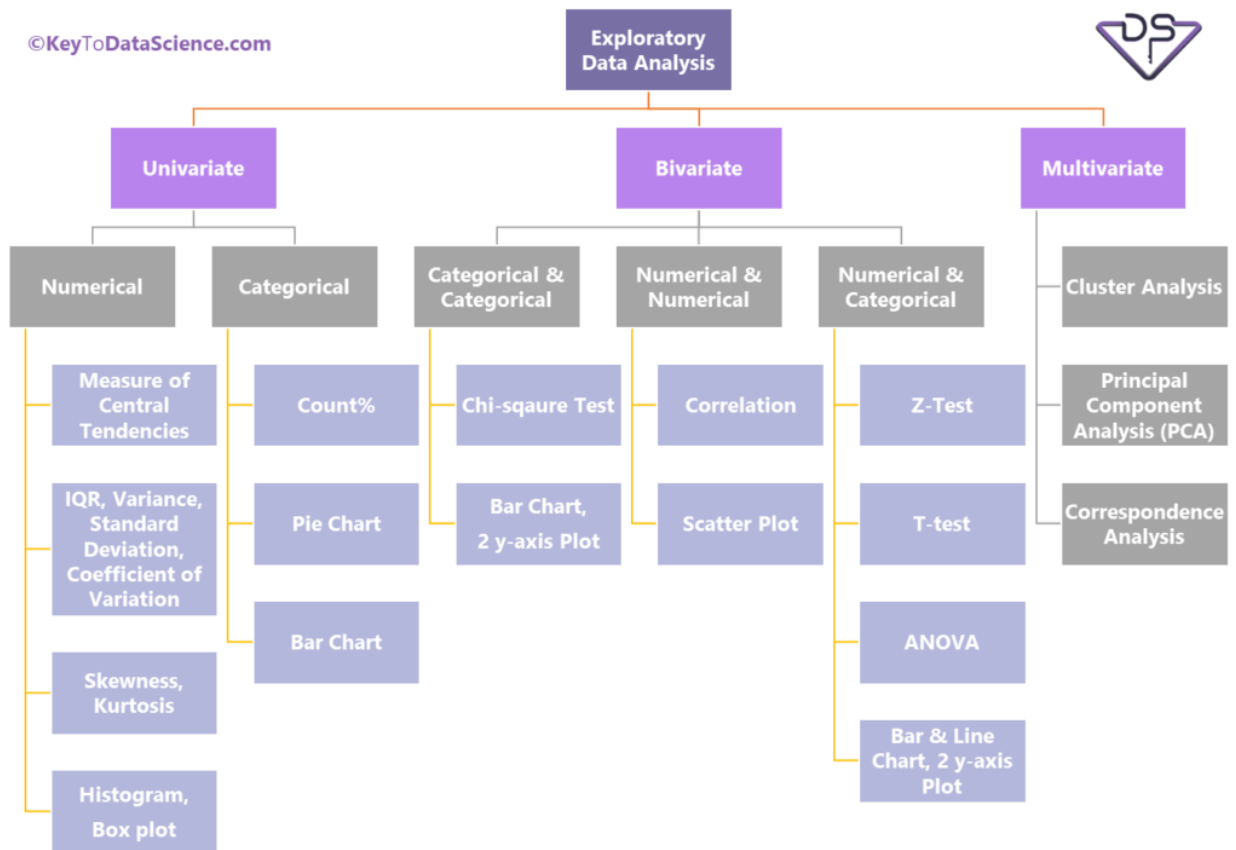 ©KeyToDataScience.com
DS
Exploratory
Data Analysis
Univariate
Bivariate
Multivariate
Numerical
Categorical
Categorical &
Categorical
Numerical &
Numerical
Numerical &
Categorical
Cluster Analysis
Measure of
Central
Tendencies
Count%
Chi-sqaure Test
Correlation
Z-Test
Principal
Component
Analysis (PCA)
IQR, Variance,
Standard
Deviation,
Coefficient of
Variation
Pie Chart
Bar Chart,
2 y-axis Plot
Scatter Plot
T-test
Correspondence
Analysis
Bar Chart
ANOVA
Skewness,
Kurtosis
Bar & Line
Chart, 2 y-axis
Plot
Histogram,
Box plot